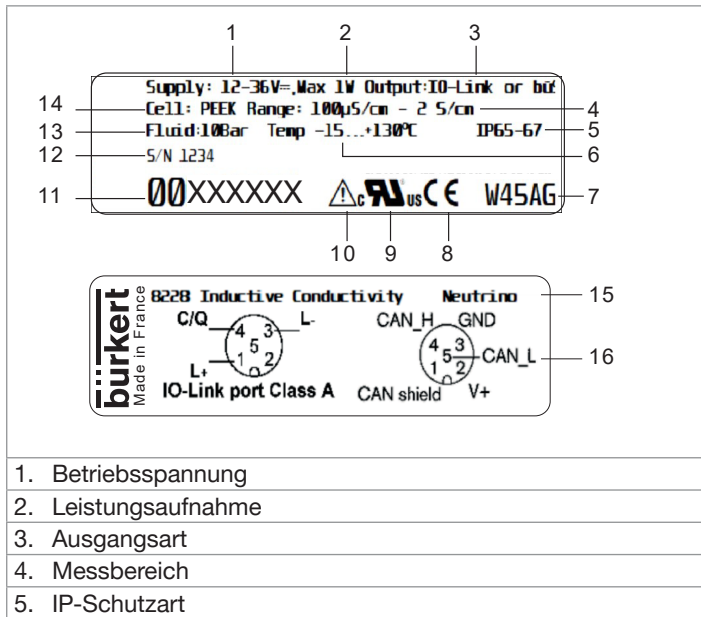 1 2 3
Supply: 12-36V⎓,Max 1W Output:IO-Link or büS
14 Cell: PEEK Range: 100µS/cm - 2 S/cm 4
13 Fluid:10Bar Temp -15...+130°C IP65-67 5
12 S/N 1234 6
11 00XXXXXX c us CE W45AG 7
10 9 8
bürkert
Made in France
8228 Inductive Conductivity Neutrino 15
C/Q L- CAN_H GND
4 3 4 3
5 5 CAN_L 16
1 2 1 2
L+
IO-Link port Class A CAN shield V+
1. Betriebsspannung
2. Leistungsaufnahme
3. Ausgangsart
4. Messbereich
5. IP-Schutzart